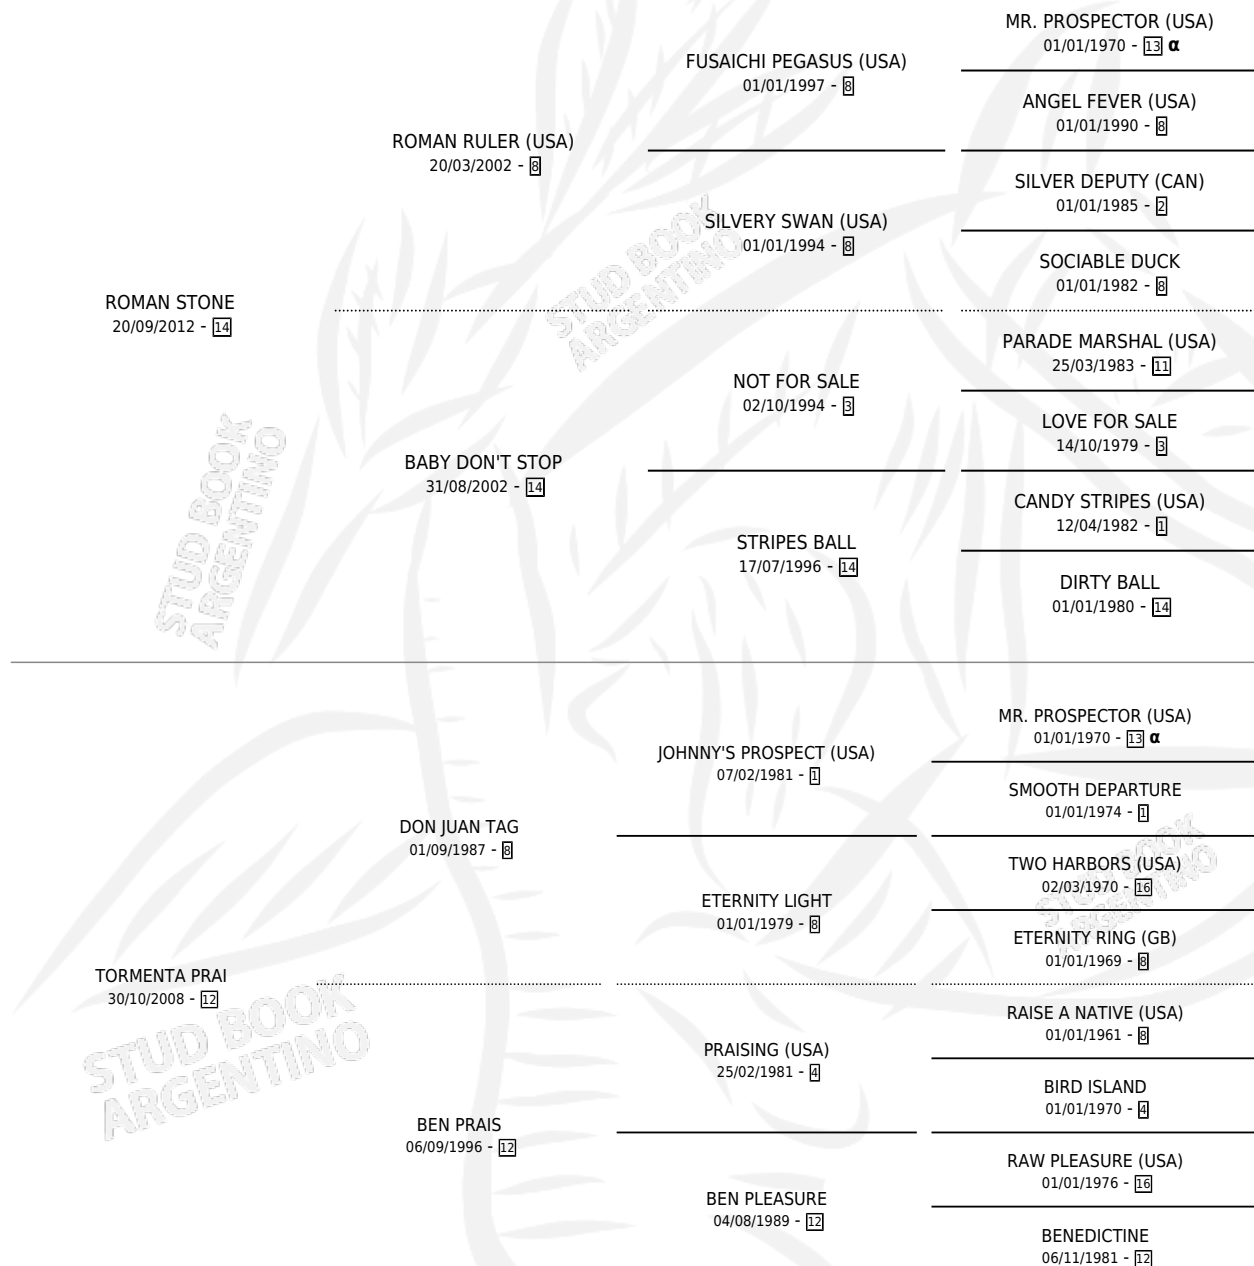 MR. PROSPECTOR (USA)
01/01/1970 - 13 α
FUSAICHI PEGASUS (USA)
01/01/1997 - 8
ANGEL FEVER (USA)
01/01/1990 - 8
ROMAN RULER (USA)
20/03/2002 - 8
SILVER DEPUTY (CAN)
01/01/1985 - 2
SILVERY SWAN (USA)
01/01/1994 - 8
SOCIABLE DUCK
01/01/1982 - 8
ROMAN STONE
20/09/2012 - 14
PARADE MARSHAL (USA)
25/03/1983 - 11
NOT FOR SALE
02/10/1994 - 3
LOVE FOR SALE
14/10/1979 - 3
BABY DON'T STOP
31/08/2002 - 14
CANDY STRIPES (USA)
12/04/1982 - 1
STRIPES BALL
17/07/1996 - 14
DIRTY BALL
01/01/1980 - 14
MR. PROSPECTOR (USA)
01/01/1970 - 13 α
JOHNNY'S PROSPECT (USA)
07/02/1981 - 1
SMOOTH DEPARTURE
01/01/1974 - 1
DON JUAN TAG
01/09/1987 - 8
TWO HARBORS (USA)
02/03/1970 - 16
ETERNITY LIGHT
01/01/1979 - 8
ETERNITY RING (GB)
01/01/1969 - 8
TORMENTA PRAI
30/10/2008 - 12
RAISE A NATIVE (USA)
01/01/1961 - 8
PRAISING (USA)
25/02/1981 - 4
BIRD ISLAND
01/01/1970 - 4
BEN PRAIS
06/09/1996 - 12
RAW PLEASURE (USA)
01/01/1976 - 16
BEN PLEASURE
04/08/1989 - 12
BENEDICTINE
06/11/1981 - 12
STUD BOOK
ARGENTINO
STUD BOOK
ARGENTINO
STUD BOOK
ARGENTINO
STUD BOOK
ARGENTINO